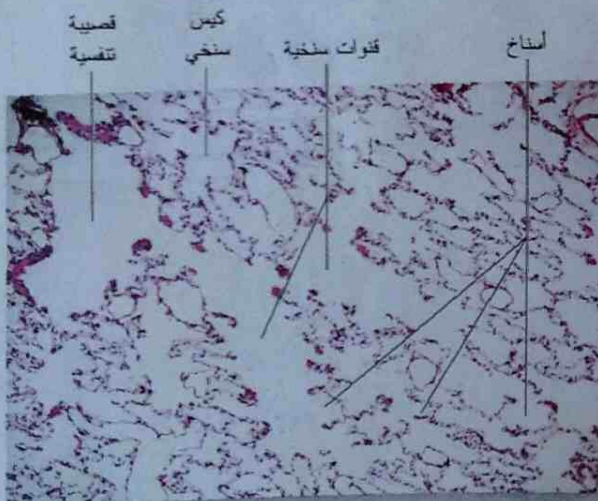 أسناخ
قنوات سنخية
كيس
سنخي
قصيبة
تنفسية